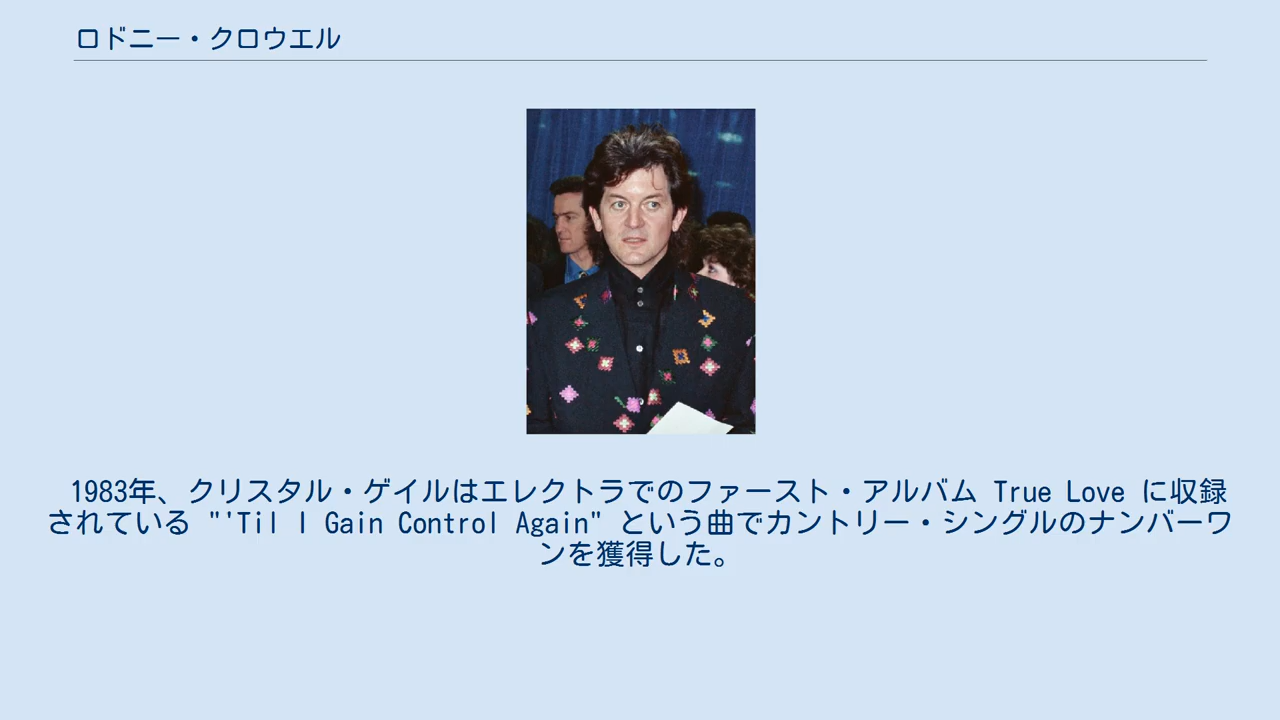 ロドニー・クロウエル
1983年、クリスタル・ゲイルはエレクトラでのファースト・アルバム True Love に収録
されている "'Til I Gain Control Again" という曲でカントリー・シングルのナンバーワ
ンを獲得した。